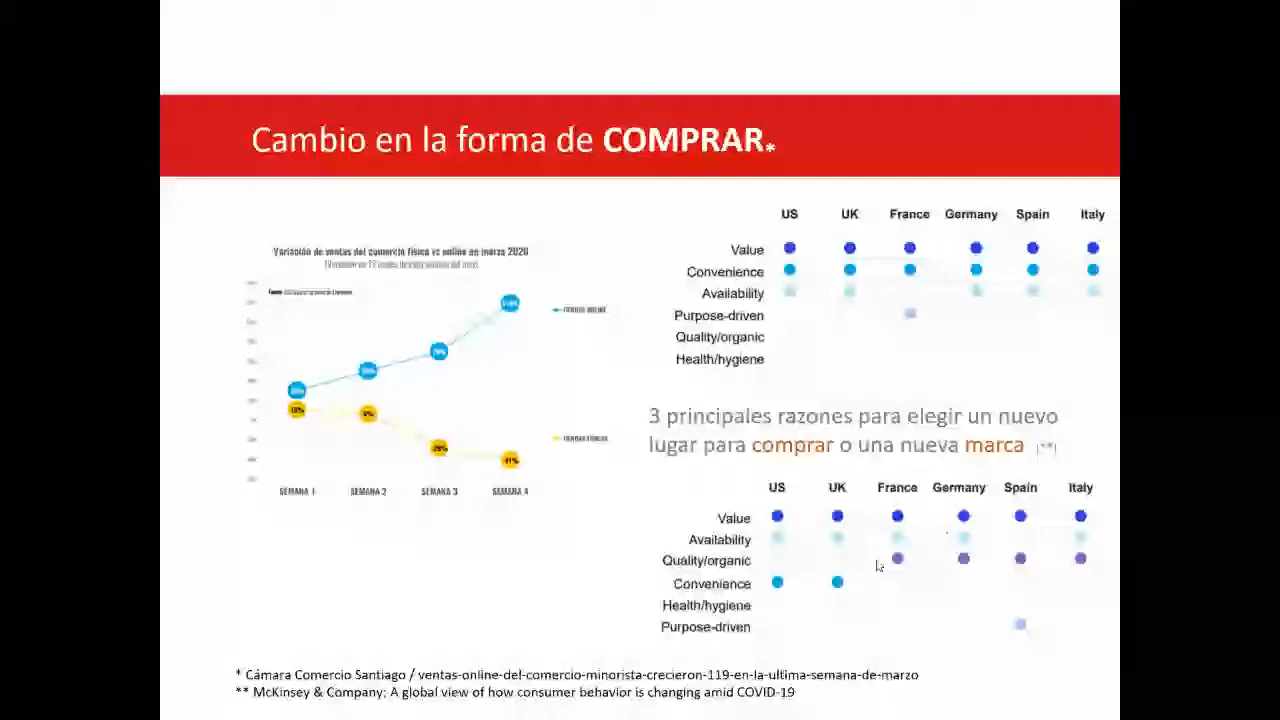 Cambio en la forma de COMPRAR*
Variación de ventas del comercio física vs online en marzo 2020
SEMANA 1 SEMANA 2 SEMANA 3 SEMANA 4
US UK France Germany Spain Italy
Value
Convenience
Availability
Purpose-driven
Quality/organic
Health/hygiene
3 principales razones para elegir un nuevo
lugar para comprar o una nueva marca (**)
US UK France Germany Spain Italy
Value
Availability
Quality/organic
Convenience
Health/hygiene
Purpose-driven
* Cámara Comercio Santiago / ventas-online-del-comercio-minorista-crecieron-119-en-la-ultima-semana-de-marzo
** McKinsey & Company: A global view of how consumer behavior is changing amid COVID-19